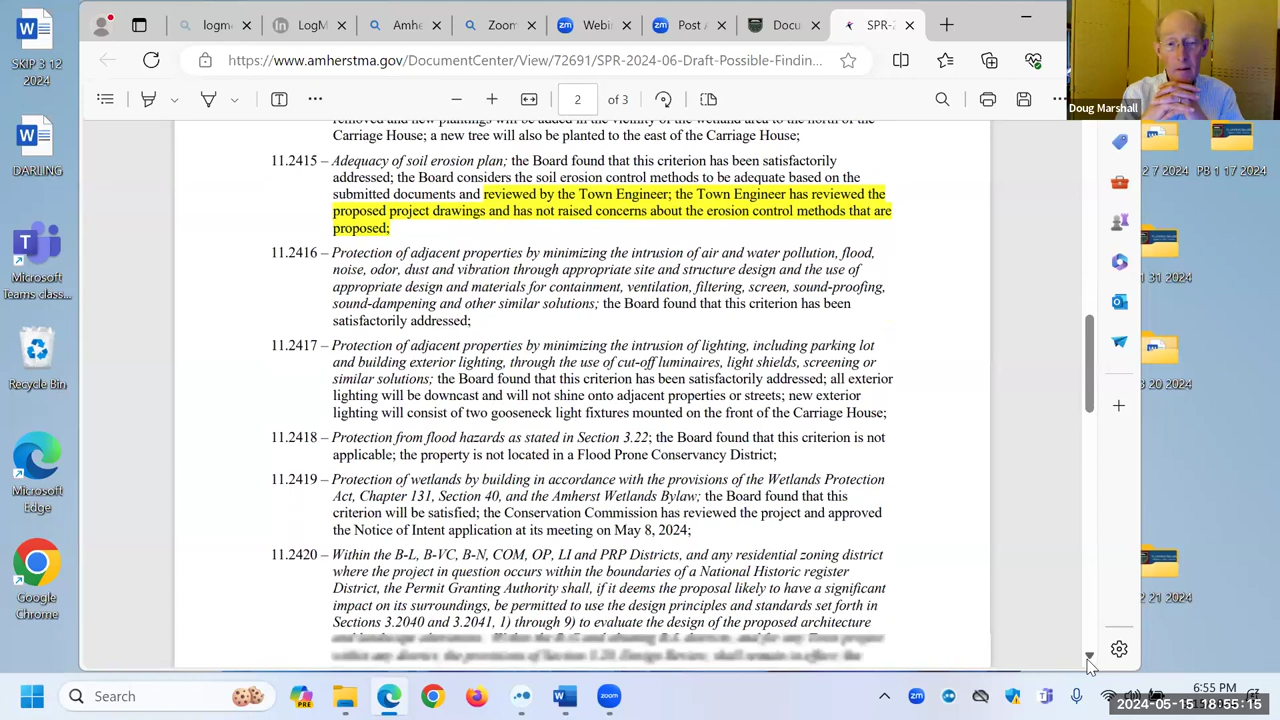 logm
LogM
Amhe
Zoom
Webi
Post A
Docu
SPR-2
https://www.amherstma.gov/DocumentCenter/View/72691/SPR-2024-06-Draft-Possible-Findin...
2 of 3
Doug Marshall
SKIP 3 12
2024
DARLING
Microsoft
Teams class...
Recycle Bin
Microsoft
Edge
Google
Chrome
2 7 2024
PB 1 17 2024
1 31 2024
3 20 2024
2 21 2024
Carriage House; a new tree will also be planted to the east of the Carriage House;
11.2415 – Adequacy of soil erosion plan; the Board found that this criterion has been satisfactorily
addressed; the Board considers the soil erosion control methods to be adequate based on the
submitted documents and reviewed by the Town Engineer; the Town Engineer has reviewed the
proposed project drawings and has not raised concerns about the erosion control methods that are
proposed;
11.2416 – Protection of adjacent properties by minimizing the intrusion of air and water pollution, flood,
noise, odor, dust and vibration through appropriate site and structure design and the use of
appropriate design and materials for containment, ventilation, filtering, screen, sound-proofing,
sound-dampening and other similar solutions; the Board found that this criterion has been
satisfactorily addressed;
11.2417 – Protection of adjacent properties by minimizing the intrusion of lighting, including parking lot
and building exterior lighting, through the use of cut-off luminaires, light shields, screening or
similar solutions; the Board found that this criterion has been satisfactorily addressed; all exterior
lighting will be downcast and will not shine onto adjacent properties or streets; new exterior
lighting will consist of two gooseneck light fixtures mounted on the front of the Carriage House;
11.2418 – Protection from flood hazards as stated in Section 3.22; the Board found that this criterion is not
applicable; the property is not located in a Flood Prone Conservancy District;
11.2419 – Protection of wetlands by building in accordance with the provisions of the Wetlands Protection
Act, Chapter 131, Section 40, and the Amherst Wetlands Bylaw; the Board found that this
criterion will be satisfied; the Conservation Commission has reviewed the project and approved
the Notice of Intent application at its meeting on May 8, 2024;
11.2420 – Within the B-L, B-VC, B-N, COM, OP, LI and PRP Districts, and any residential zoning district
where the project in question occurs within the boundaries of a National Historic register
District, the Permit Granting Authority shall, if it deems the proposal likely to have a significant
impact on its surroundings, be permitted to use the design principles and standards set forth in
Sections 3.2040 and 3.2041, 1) through 9) to evaluate the design of the proposed architecture
Search
PRE
zoom
zm
6:55 PM
2024-05-15 18:55:15